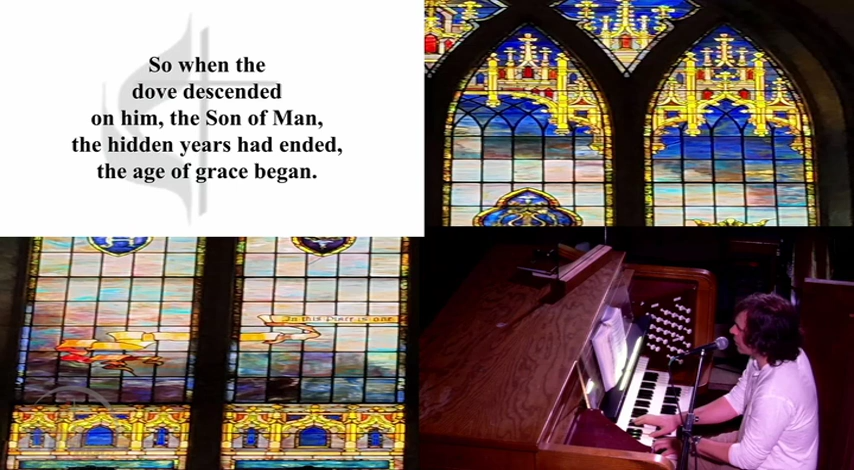 So when the
dove descended
on him, the Son of Man,
the hidden years had ended,
the age of grace began.
In this Place is one